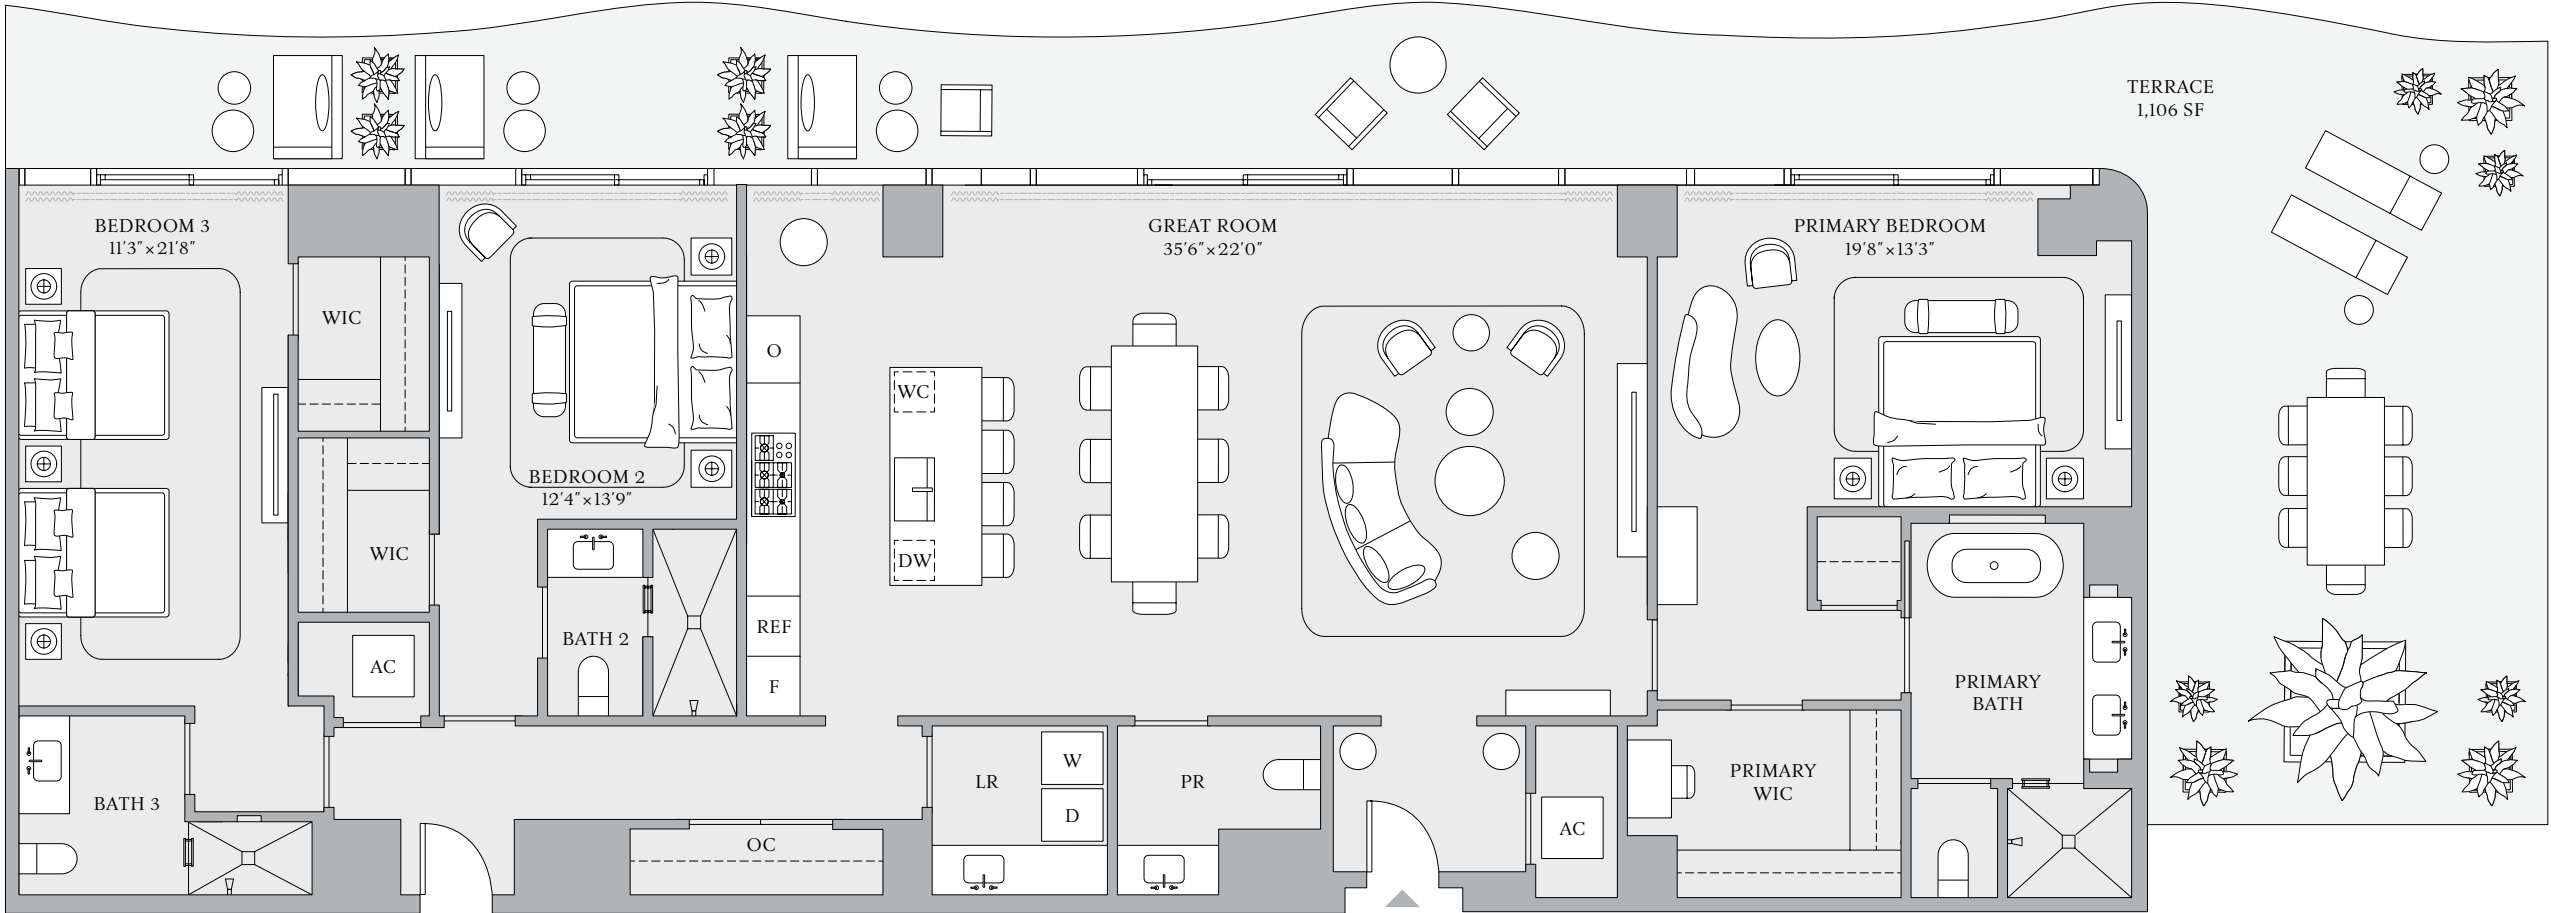 TERRACE
1,106 SF
BEDROOM 3
11'3"×21'8"
GREAT ROOM
35'6"×22'0"
PRIMARY BEDROOM
19'8"×13'3"
WIC
O
WC
BEDROOM 2
12'4"×13'9"
WIC
DW
BATH 2
REF
AC
F
PRIMARY
BATH
BATH 3
LR
W
D
PR
PRIMARY
WIC
AC
OC